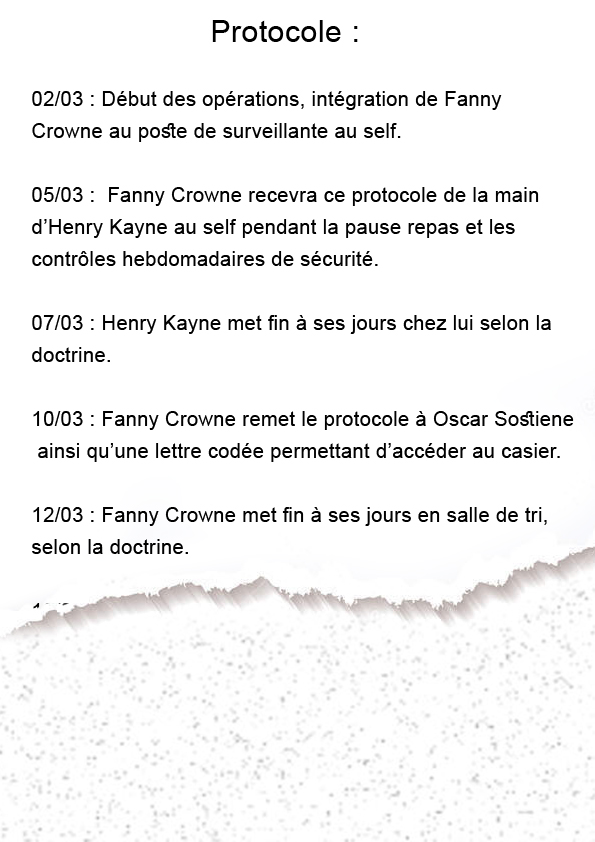 Protocole :
02/03 : Début des opérations, intégration de Fanny
Crowne au poste de surveillante au self.
05/03 :  Fanny Crowne recevra ce protocole de la main
d’Henry Kayne au self pendant la pause repas et les
contrôles hebdomadaires de sécurité.
07/03 : Henry Kayne met fin à ses jours chez lui selon la
doctrine.
10/03 : Fanny Crowne remet le protocole à Oscar Sostiene
ainsi qu’une lettre codée permettant d’accéder au casier.
12/03 : Fanny Crowne met fin à ses jours en salle de tri,
selon la doctrine.